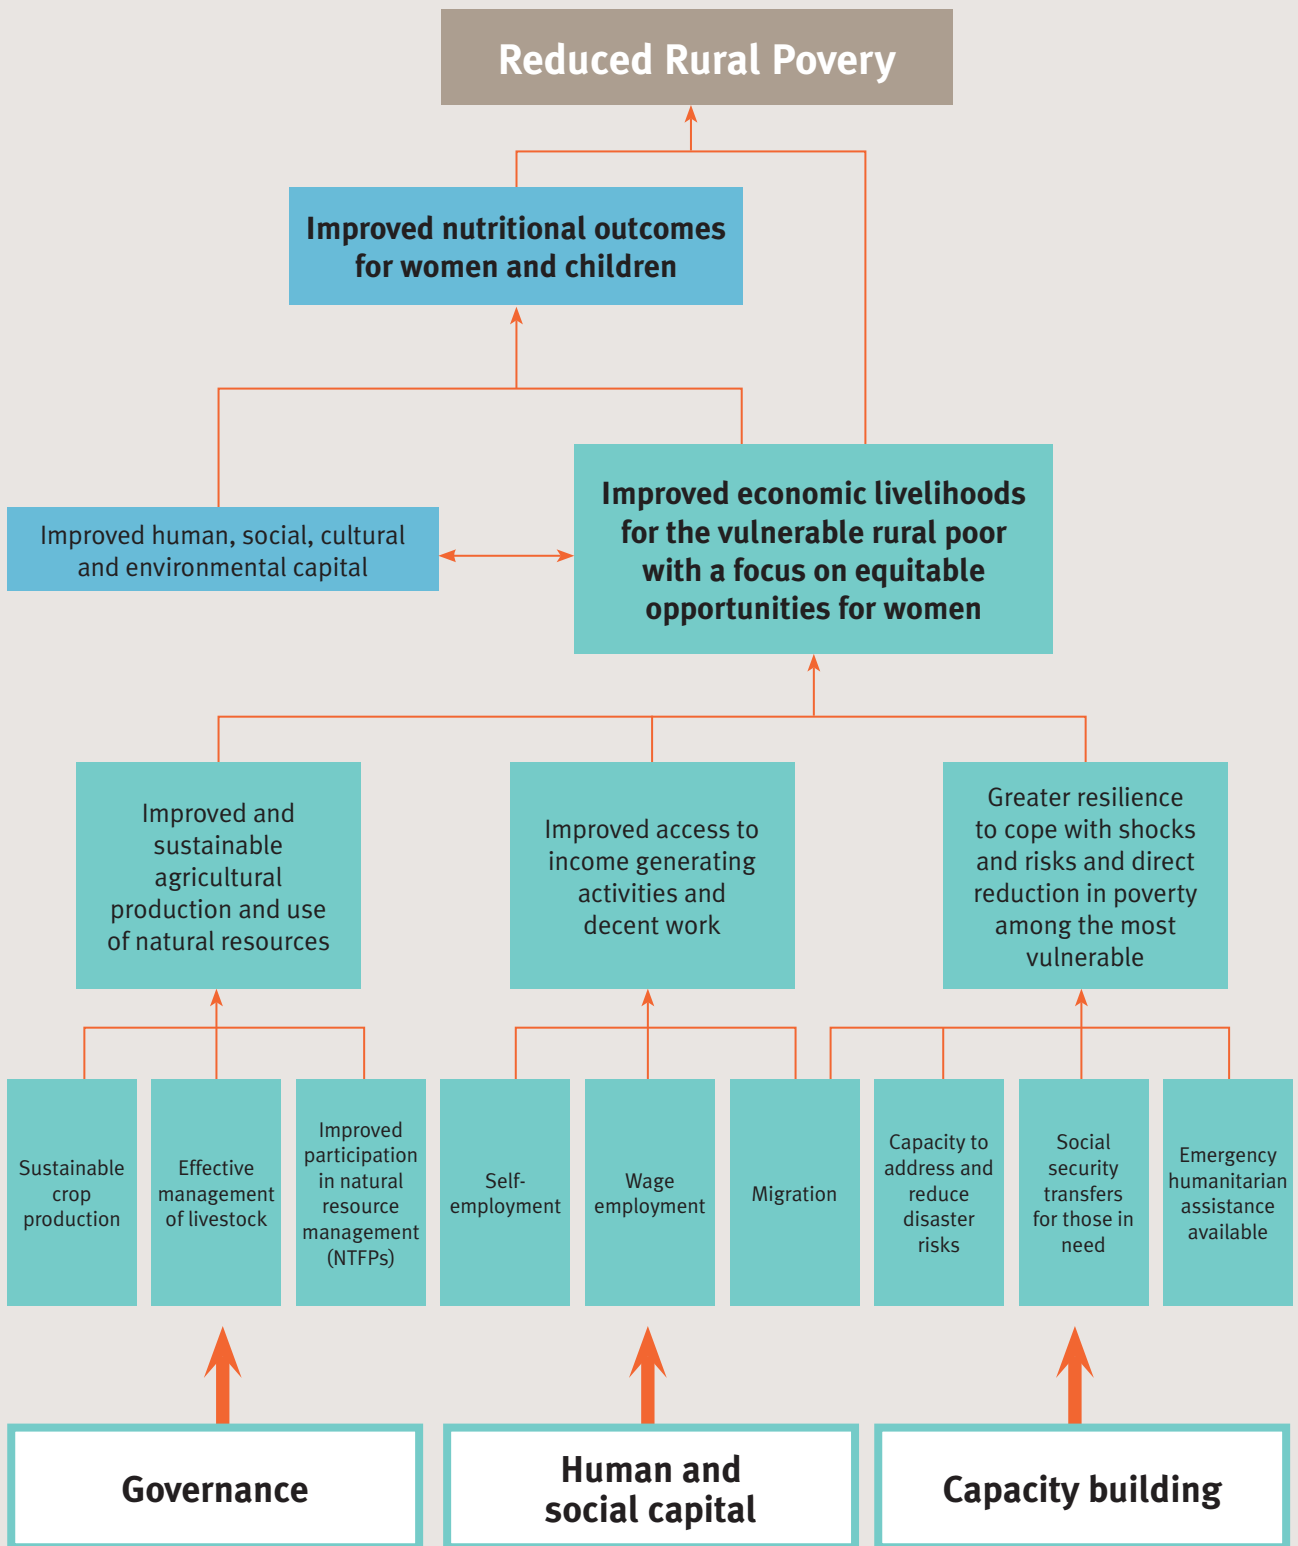 Reduced Rural Povery
Improved nutritional outcomes
for women and children
Improved human, social, cultural
and environmental capital
Improved economic livelihoods
for the vulnerable rural poor
with a focus on equitable
opportunities for women
Improved and
sustainable
agricultural
production and use
of natural resources
Improved access to
income generating
activities and
decent work
Greater resilience
to cope with shocks
and risks and direct
reduction in poverty
among the most
vulnerable
Sustainable
crop
production
Effective
management
of livestock
Improved
participation
in natural
resource
management
(NTFPs)
Self-
employment
Wage
employment
Migration
Capacity to
address and
reduce
disaster
risks
Social
security
transfers
for those in
need
Emergency
humanitarian
assistance
available
Governance
Human and
social capital
Capacity building